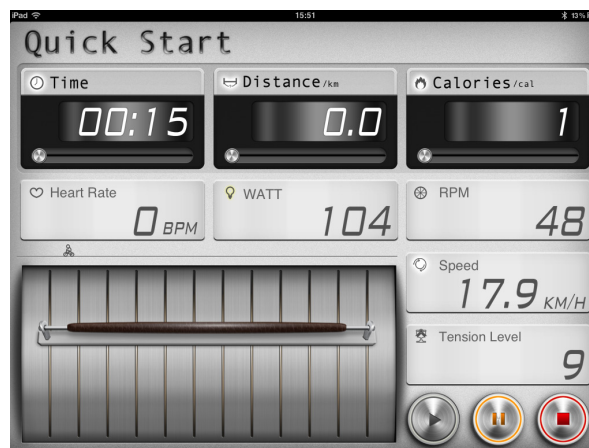 iPad 15:51 13%
Quick Start
Time
00:15
Distance/km
0.0
Calories/cal
1
Heart Rate
0 BPM
WATT
104
RPM
48
Speed
17.9 KM/H
Tension Level
9